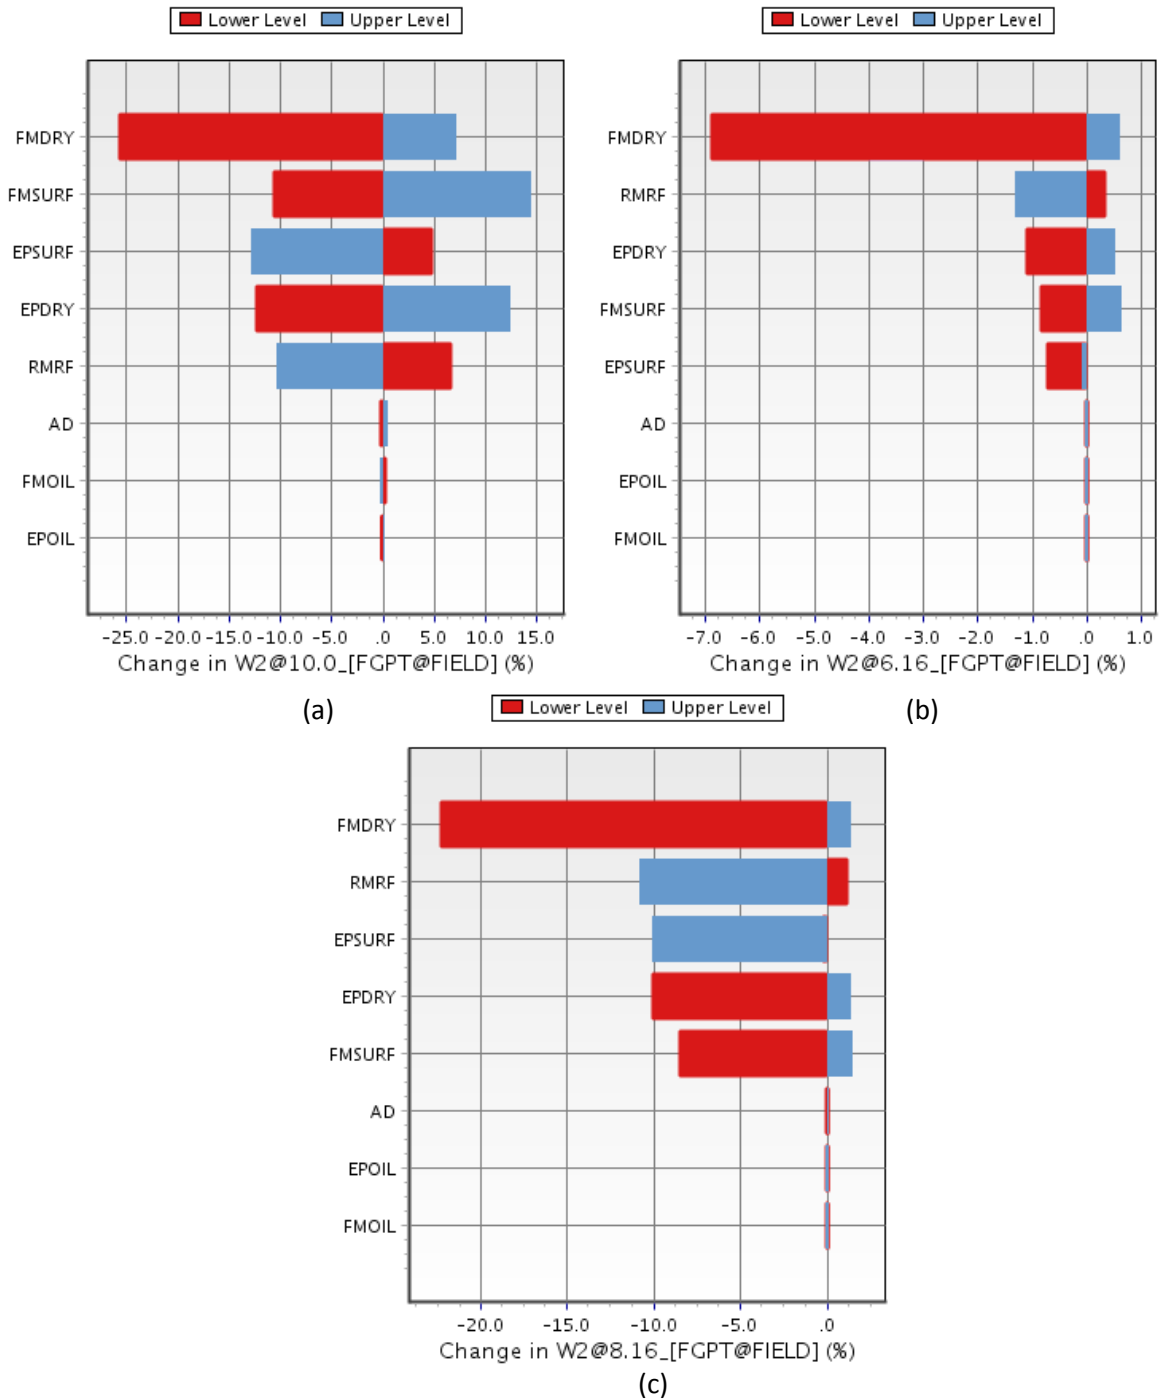 Lower Level Upper Level
FMDRY
FMSURF
EPSURF
EPDRY
RMRF
AD
FMOIL
EPOIL
-25.0 -20.0 -15.0 -10.0 -5.0 .0 5.0 10.0 15.0
Change in W2@10.0_[FGPT@FIELD] (%)
(a)
Lower Level Upper Level
FMDRY
RMRF
EPDRY
FMSURF
EPSURF
AD
EPOIL
FMOIL
-7.0 -6.0 -5.0 -4.0 -3.0 -2.0 -1.0 .0 1.0
Change in W2@6.16_[FGPT@FIELD] (%)
(b)
Lower Level Upper Level
FMDRY
RMRF
EPSURF
EPDRY
FMSURF
AD
EPOIL
FMOIL
-20.0 -15.0 -10.0 -5.0 .0
Change in W2@8.16_[FGPT@FIELD] (%)
(c)